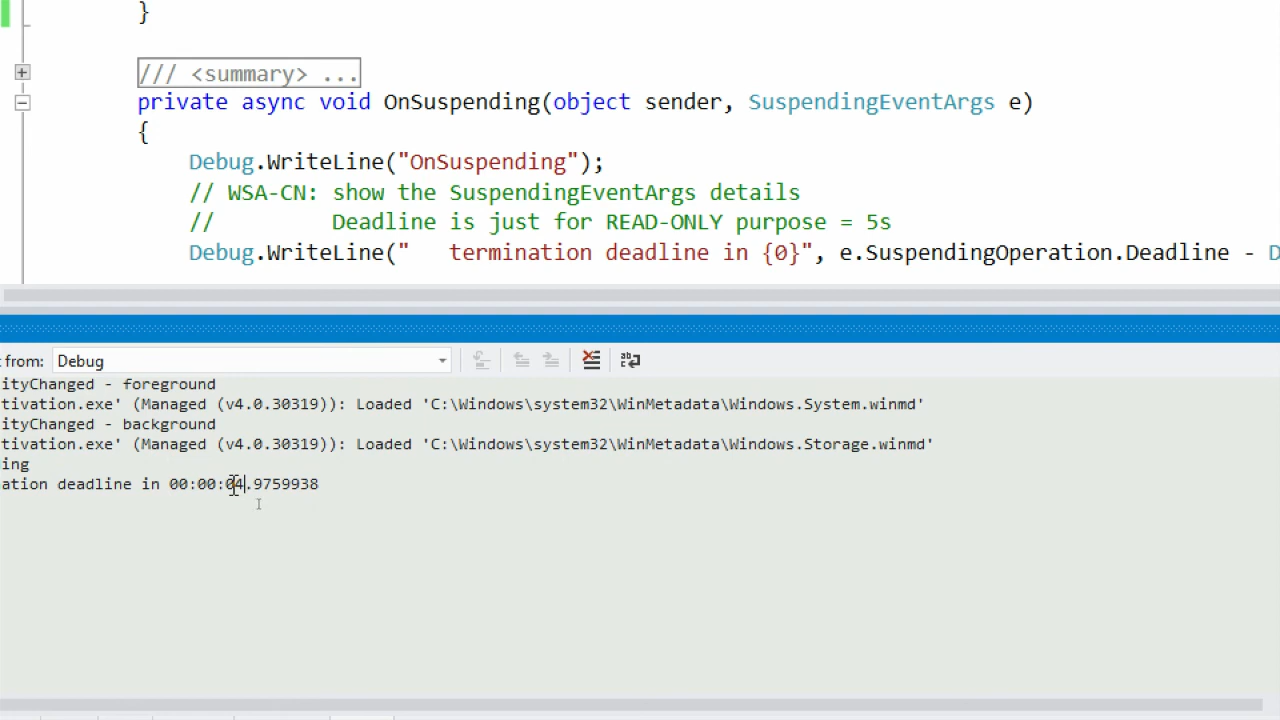 }
/// <summary> ...
private async void OnSuspending(object sender, SuspendingEventArgs e)
{
Debug.WriteLine("OnSuspending");
// WSA-CN: show the SuspendingEventArgs details
//         Deadline is just for READ-ONLY purpose = 5s
Debug.WriteLine("   termination deadline in {0}", e.SuspendingOperation.Deadline - D
from: Debug
ityChanged - foreground
tivation.exe' (Managed (v4.0.30319)): Loaded 'C:\Windows\system32\WinMetadata\Windows.System.winmd'
ityChanged - background
tivation.exe' (Managed (v4.0.30319)): Loaded 'C:\Windows\system32\WinMetadata\Windows.Storage.winmd'
ing
ation deadline in 00:00:04.9759938